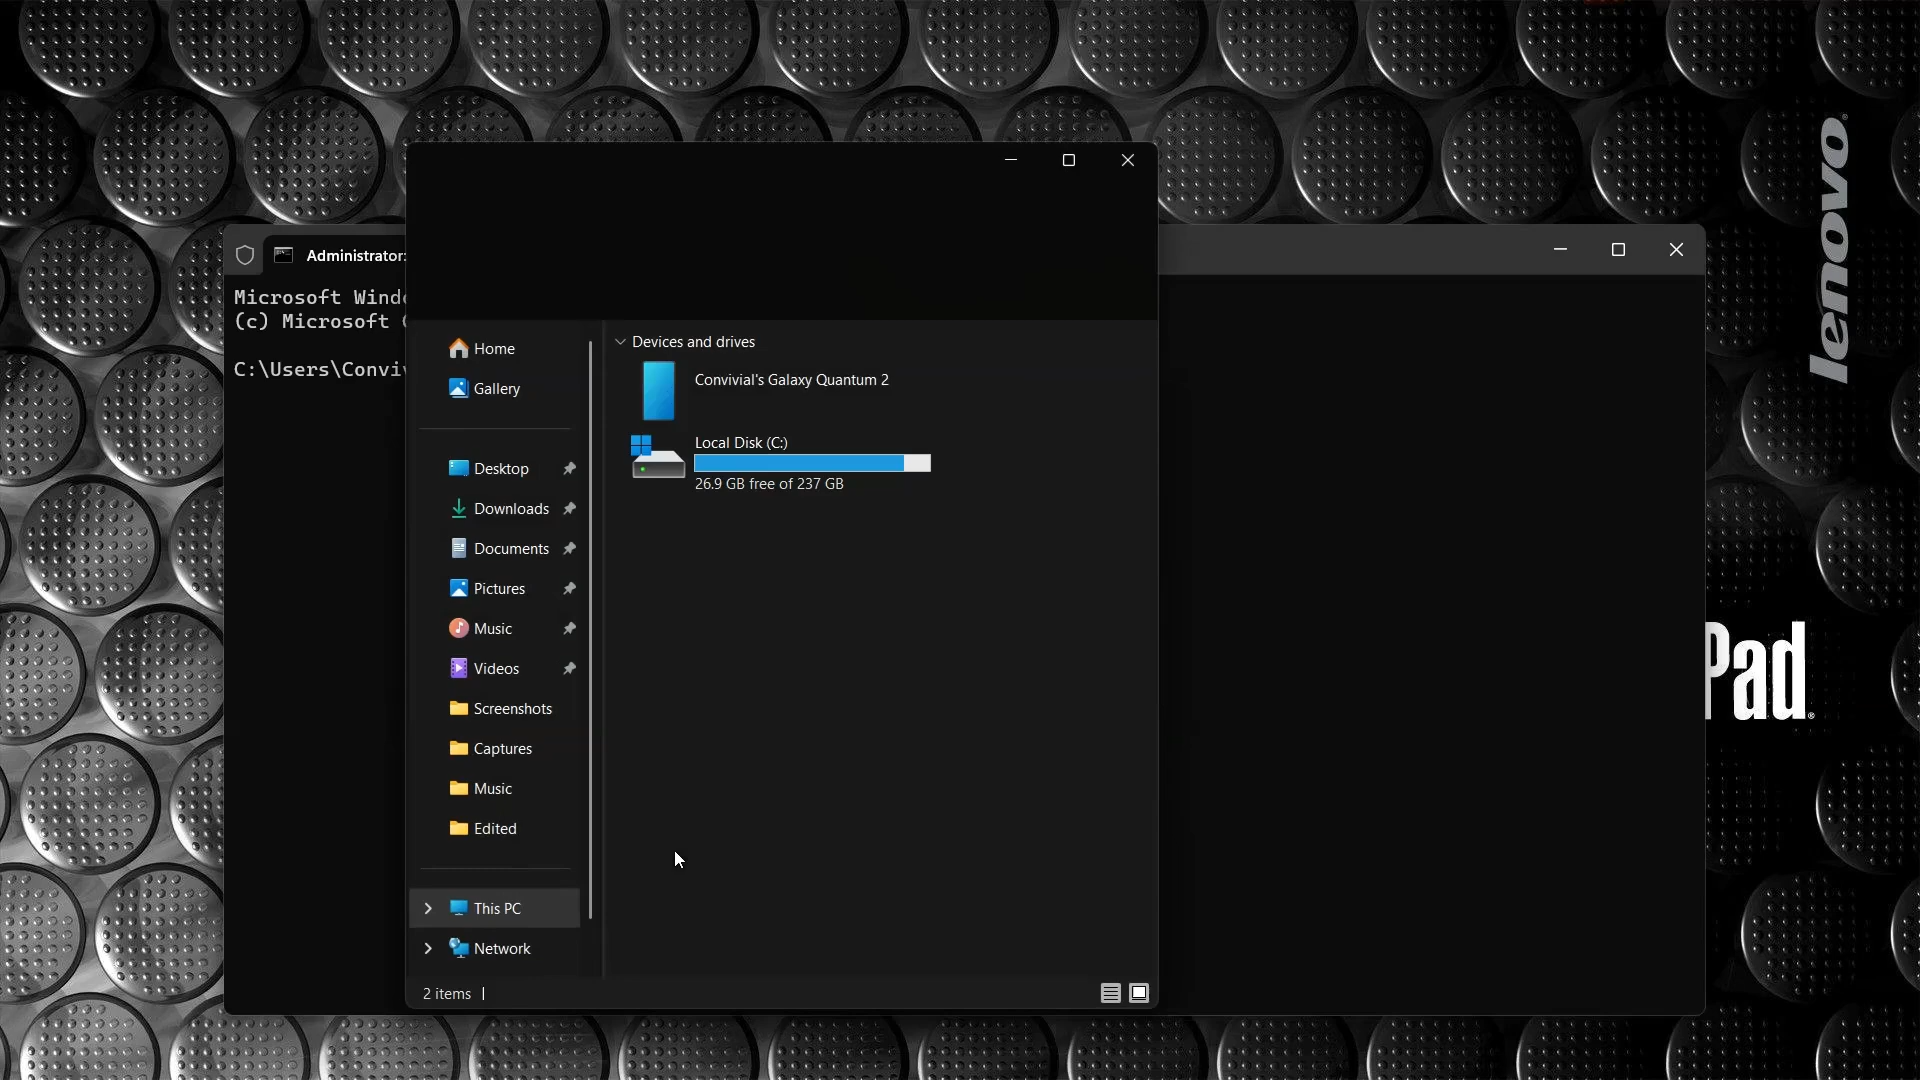 lenovo
Administrator:
Microsoft Wind
(c) Microsoft
C:\Users\Conviv
Home
Gallery
Desktop
Downloads
Documents
Pictures
Music
Videos
Screenshots
Captures
Music
Edited
This PC
Network
Devices and drives
Convivial's Galaxy Quantum 2
Local Disk (C:)
26.9 GB free of 237 GB
2 items
Pad